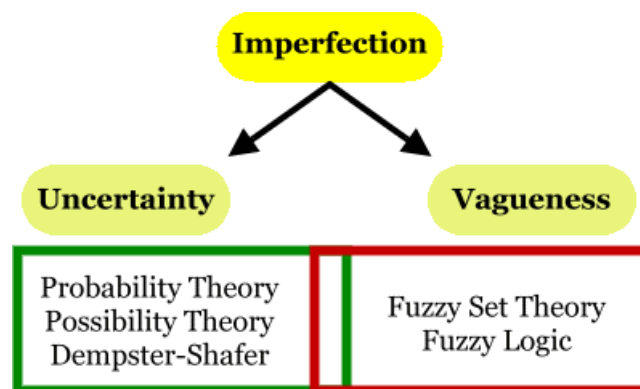 Imperfection
Uncertainty
Vagueness
Probability Theory
Possibility Theory
Dempster-Shafer
Fuzzy Set Theory
Fuzzy Logic